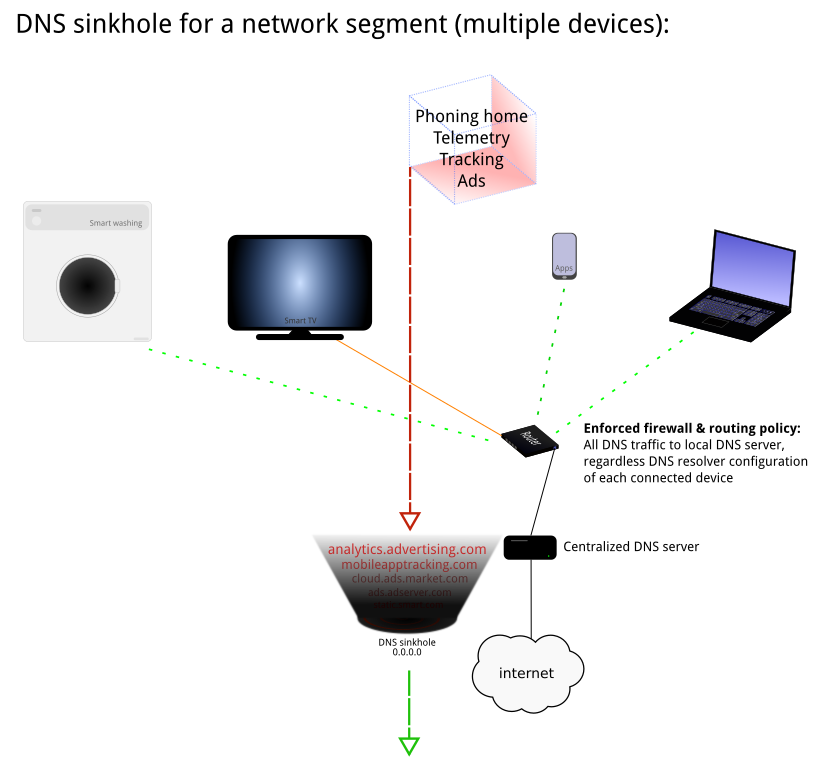 DNS sinkhole for a network segment (multiple devices):
Phoning home
Telemetry
Tracking
Ads
Smart washing
Smart TV
Apps
Router
Enforced firewall & routing policy:
All DNS traffic to local DNS server,
regardless DNS resolver configuration
of each connected device
analytics.advertising.com
mobileapptracking.com
cloud.ads.market.com
ads.adserver.com
Centralized DNS server
DNS sinkhole
0.0.0.0
internet